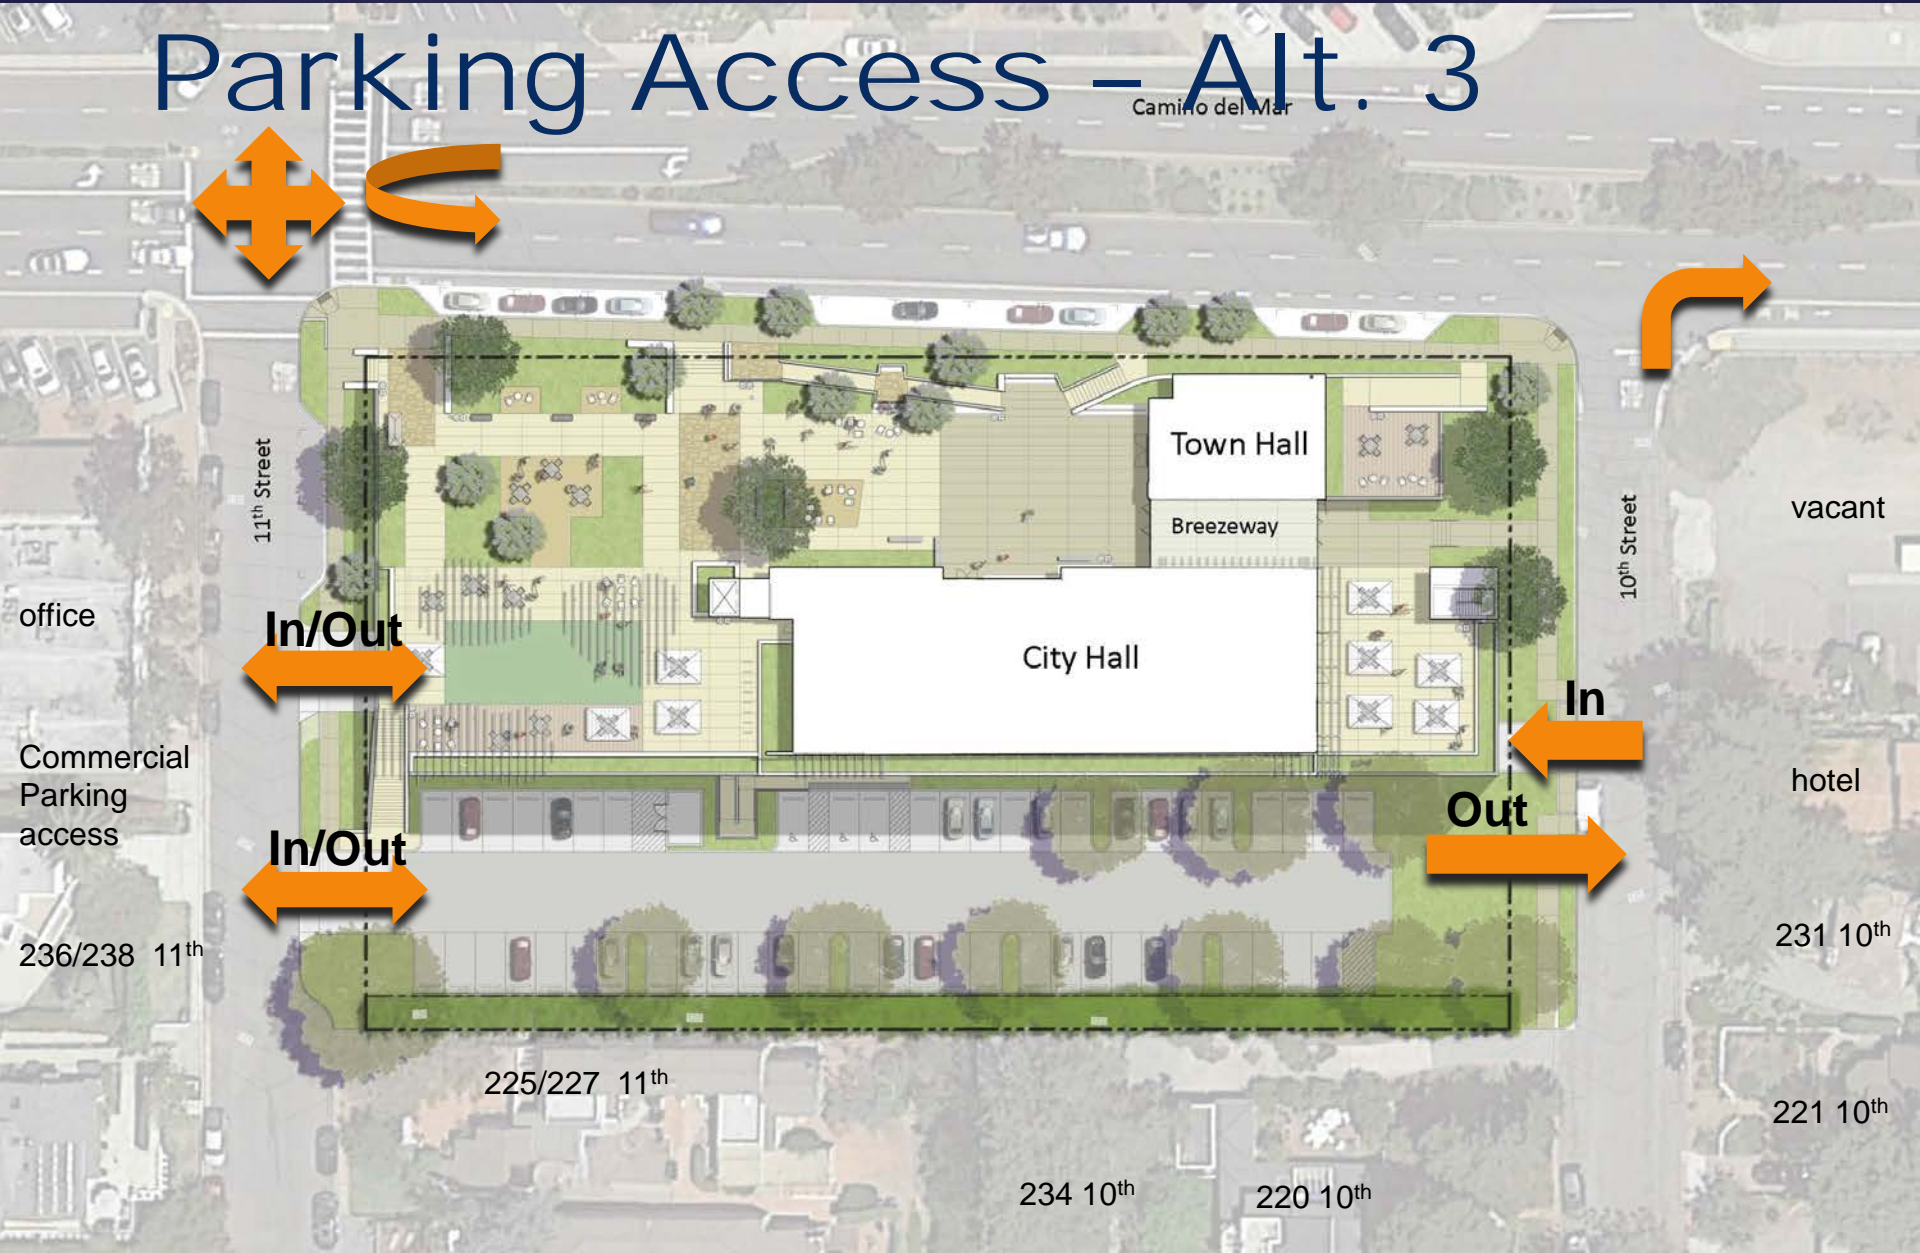 Parking Access – Alt. 3
Camino del Mar
11th Street
Town Hall
Breezeway
10th Street
vacant
office
In/Out
City Hall
In
Commercial
Parking
access
hotel
Out
In/Out
231 10th
236/238 11th
225/227 11th
221 10th
234 10th
220 10th